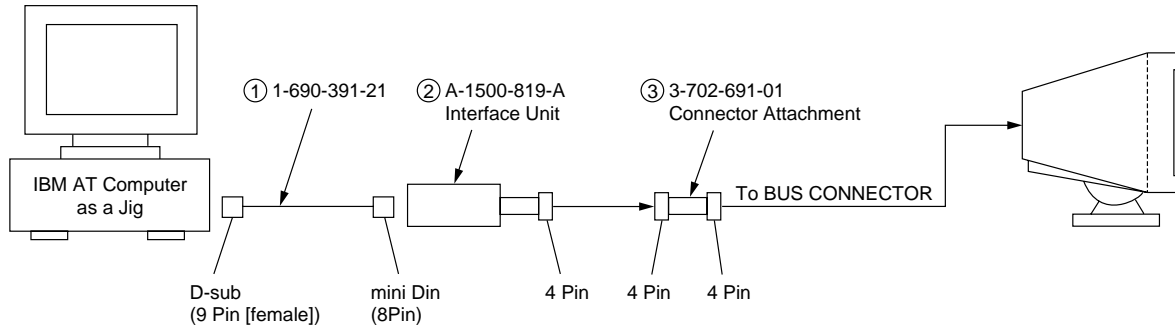 IBM AT Computer
as a Jig
① 1-690-391-21
② A-1500-819-A
Interface Unit
③ 3-702-691-01
Connector Attachment
To BUS CONNECTOR
D-sub
(9 Pin [female])
mini Din
(8Pin)
4 Pin
4 Pin
4 Pin